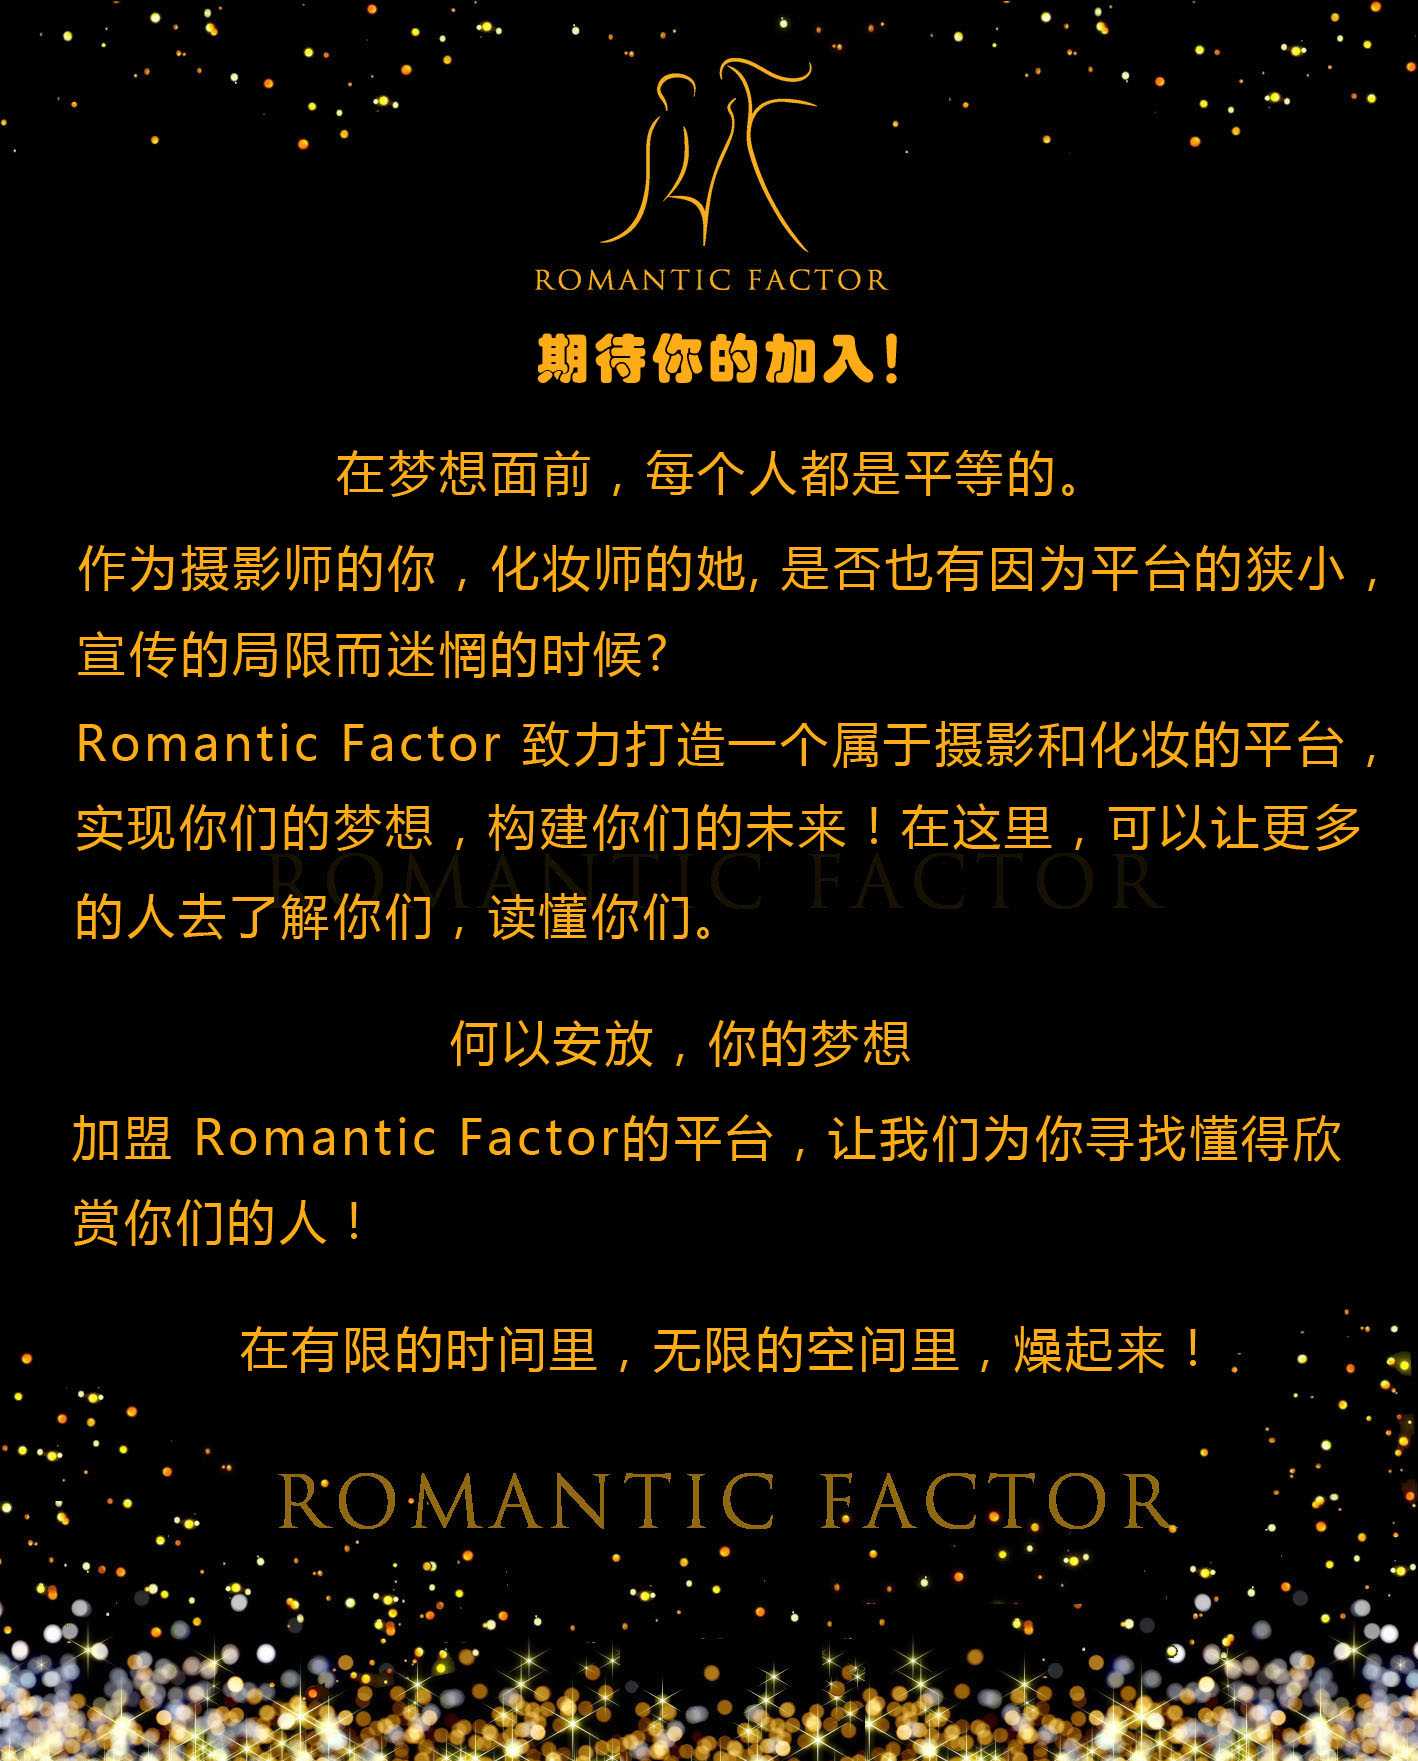 ROMANTIC FACTOR
期待你的加入!
在梦想面前，每个人都是平等的。
作为摄影师的你，化妆师的她, 是否也有因为平台的狭小，
宣传的局限而迷惘的时候?
Romantic Factor 致力打造一个属于摄影和化妆的平台，
实现你们的梦想，构建你们的未来！在这里，可以让更多
ROMANTIC FACTOR
的人去了解你们，读懂你们。
何以安放，你的梦想
加盟 Romantic Factor的平台，让我们为你寻找懂得欣
赏你们的人！
在有限的时间里，无限的空间里，燥起来！
ROMANTIC FACTOR